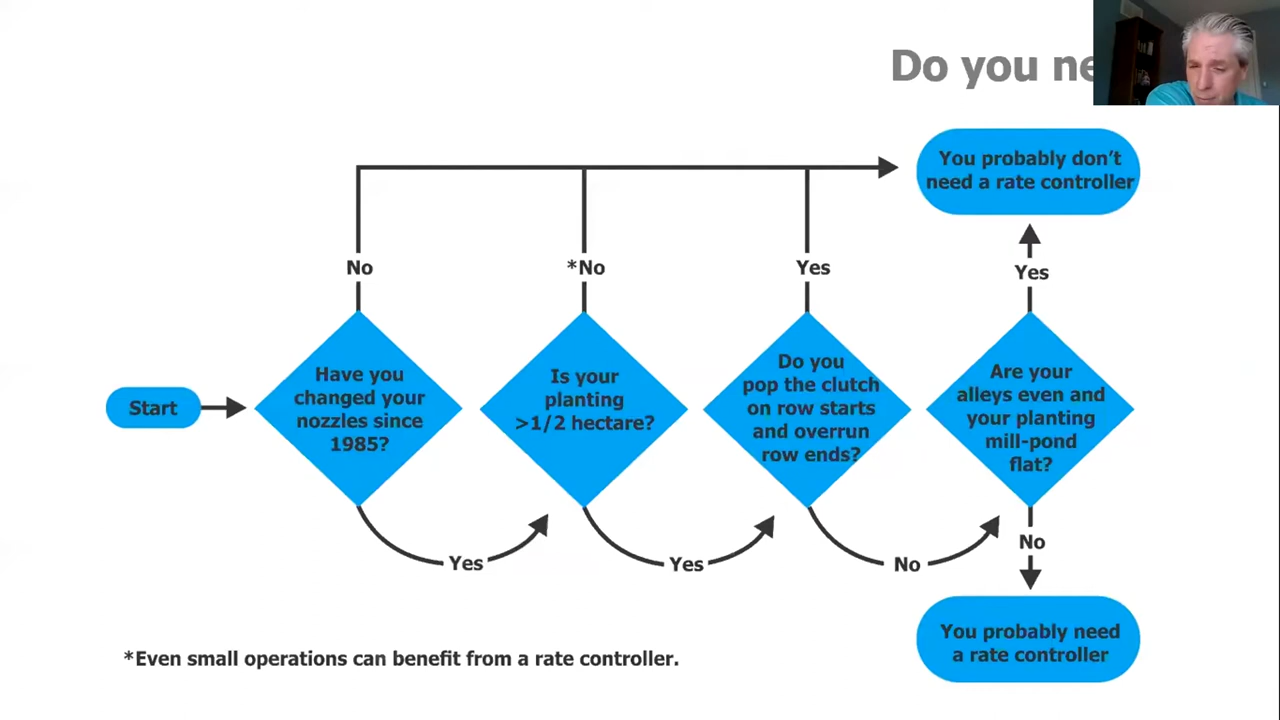 Do you
You probably don't
need a rate controller
No
*No
Yes
Yes
Start
Have you
changed your
nozzles since
1985?
Is your
planting
>1/2 hectare?
Do you
pop the clutch
on row starts
and overrun
row ends?
Are your
alleys even and
your planting
mill-pond
flat?
Yes
Yes
No
No
You probably need
a rate controller
*Even small operations can benefit from a rate controller.